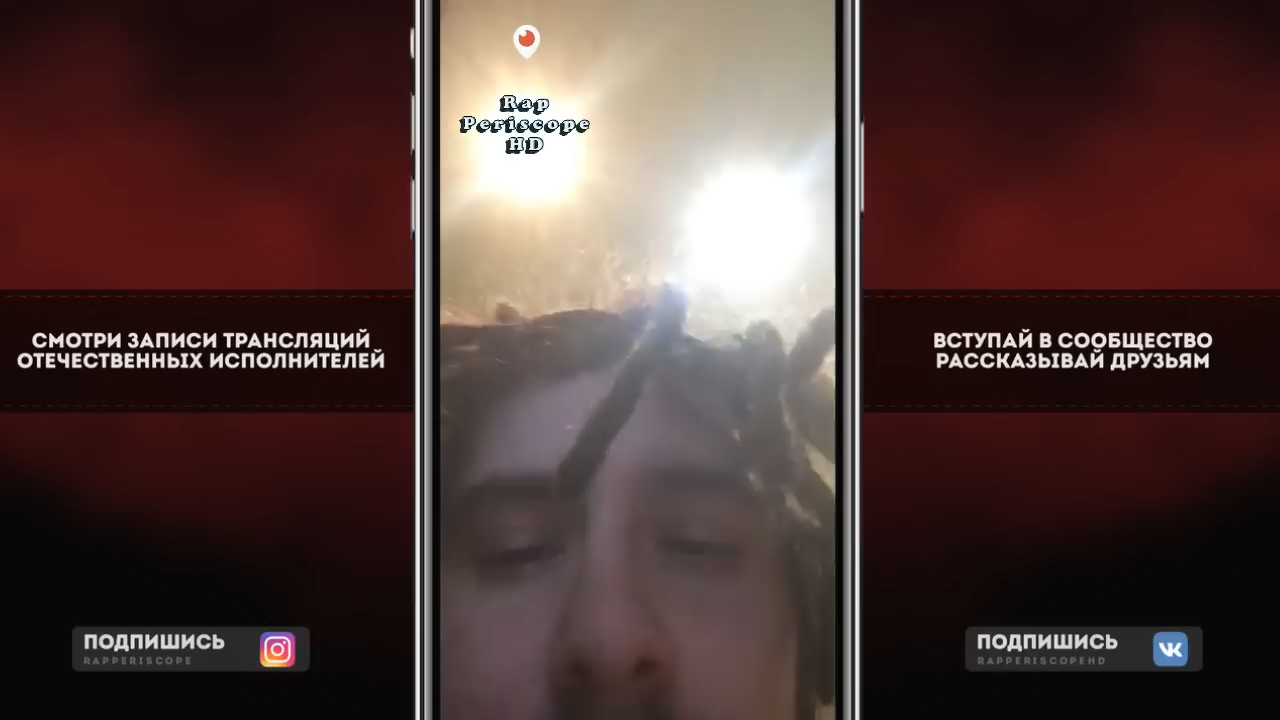 Rap
Periscope
HD
СМОТРИ ЗАПИСИ ТРАНСЛЯЦИЙ
ОТЕЧЕСТВЕННЫХ ИСПОЛНИТЕЛЕЙ
ВСТУПАЙ В СООБЩЕСТВО
РАССКАЗЫВАЙ ДРУЗЬЯМ
ПОДПИШИСЬ
RAPPERISCOPE
ПОДПИШИСЬ
RAPPERISCOPEHD